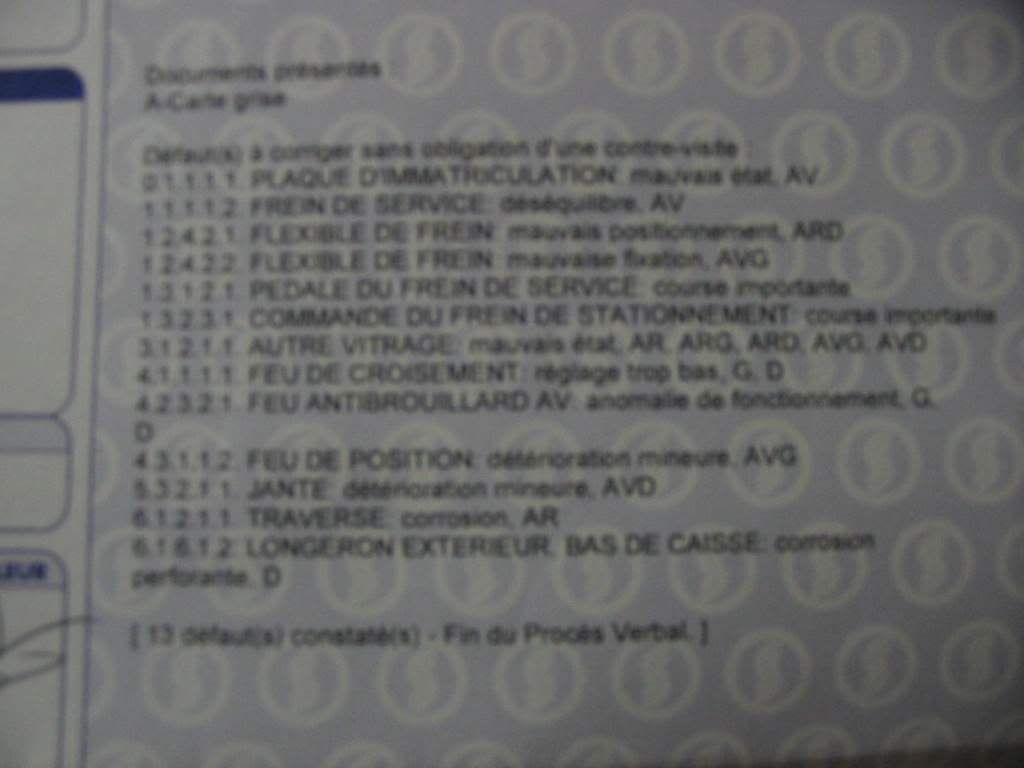 Documents présentés
A-Carte grise
Défaut(s) à corriger sans obligation d'une contre-visite :
0.1.1.1.1. PLAQUE D'IMMATRICULATION: mauvais état, AV
1.1.1.1.2. FREIN DE SERVICE: déséquilibre, AV
1.2.4.2.1. FLEXIBLE DE FREIN: mauvais positionnement, ARD
1.2.4.2.2. FLEXIBLE DE FREIN: mauvaise fixation, AVG
1.3.1.2.1. PEDALE DU FREIN DE SERVICE: course importante
1.3.2.3.1. COMMANDE DU FREIN DE STATIONNEMENT: course importante
3.1.2.1.1. AUTRE VITRAGE: mauvais état, AR, ARG, ARD, AVG, AVD
4.1.1.1.1. FEU DE CROISEMENT: réglage trop bas, G, D
4.2.3.2.1. FEU ANTIBROUILLARD AV: anomalie de fonctionnement, G,
D
4.3.1.1.2. FEU DE POSITION: détérioration mineure, AVG
5.3.2.1.1. JANTE: détérioration mineure, AVD
6.1.2.1.1. TRAVERSE: corrosion, AR
6.1.6.1.2. LONGERON EXTERIEUR, BAS DE CAISSE: corrosion
perforante, D
[ 13 défaut(s) constaté(s) - Fin du Procès Verbal. ]
LEUR